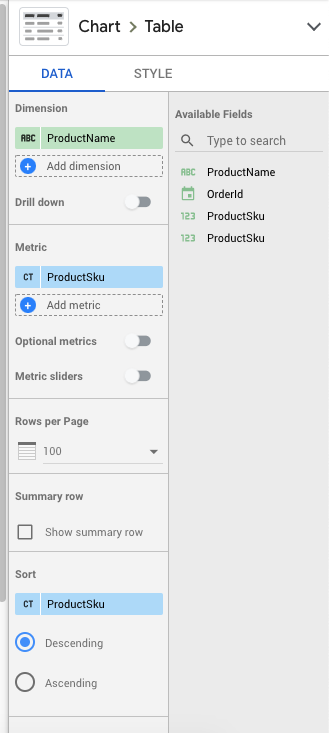 Chart > Table
DATA
STYLE
Dimension
ABC ProductName
+ Add dimension
Drill down
Metric
CT ProductSku
+ Add metric
Optional metrics
Metric sliders
Rows per Page
100
Summary row
Show summary row
Sort
CT ProductSku
Descending
Ascending
Available Fields
Type to search
ABC ProductName
OrderId
123 ProductSku
123 ProductSku